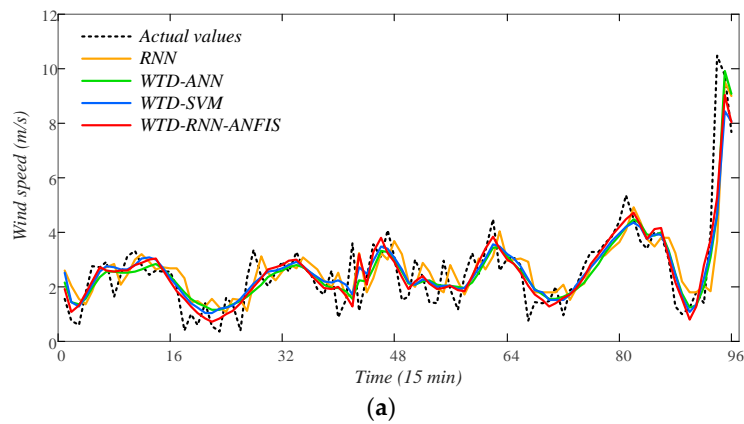 12
10
8
6
4
2
0
Wind speed (m/s)
Actual values
RNN
WTD-ANN
WTD-SVM
WTD-RNN-ANFIS
0 16 32 48 64 80 96
Time (15 min)
(a)